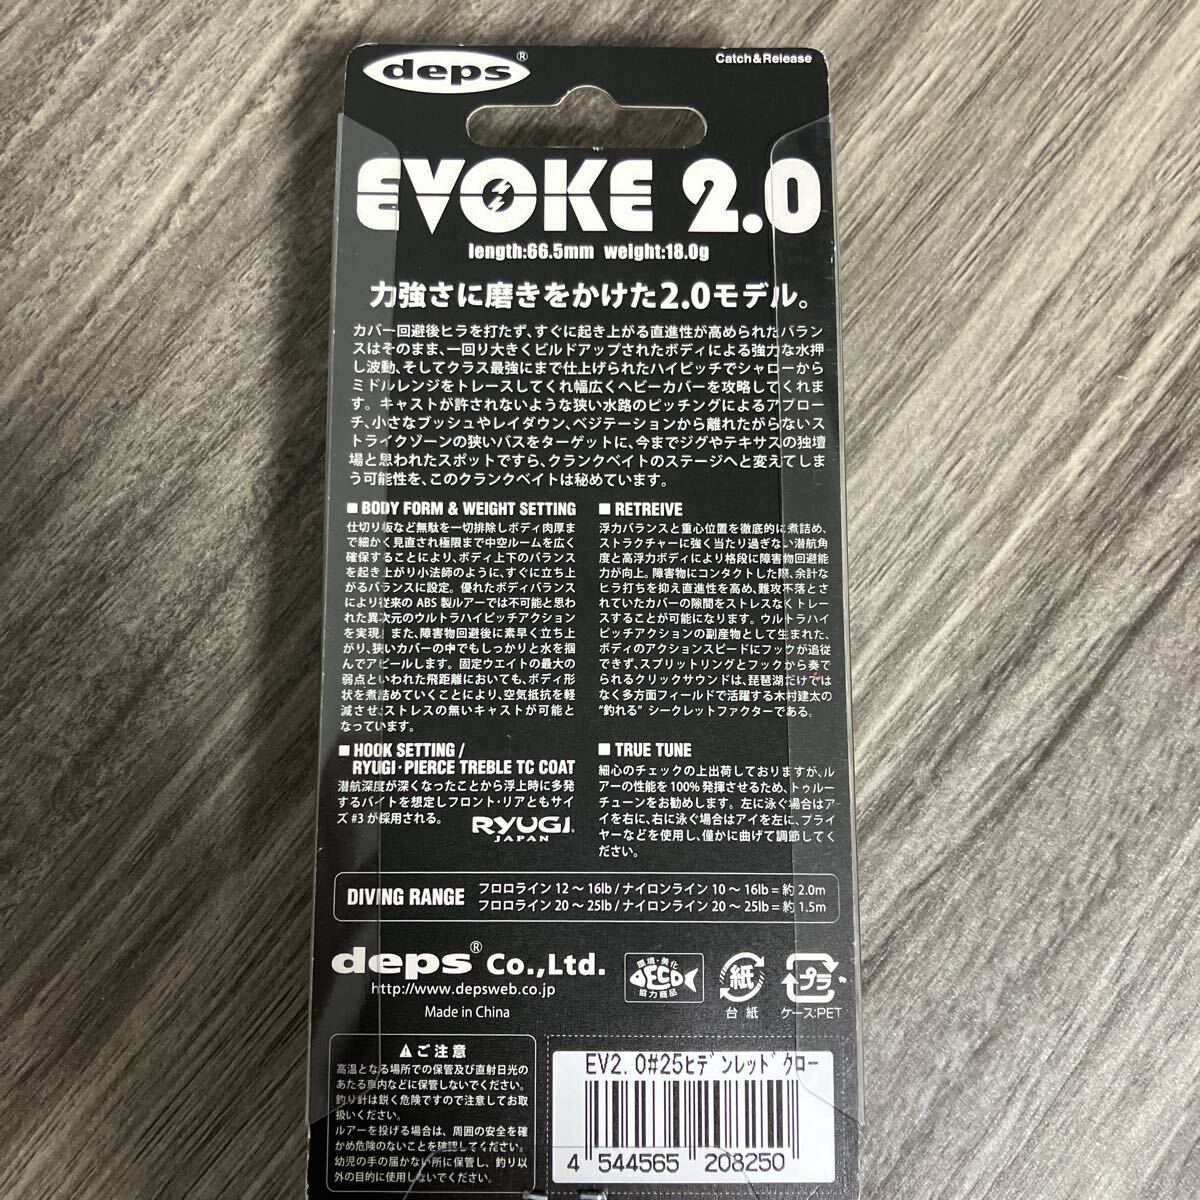 deps®
Catch&Release
EVOKE 2.0
length:66.5mm weight:18.0g
力強さに磨きをかけた2.0モデル。
カバー回避後ヒラを打たず、すぐに起き上がる直進性が高められたバラン
スはそのまま、一回り大きくビルドアップされたボディによる強力な水押
し波動、そしてクラス最強にまで仕上げられたハイピッチでシャローから
ミドルレンジをトレースしてくれ幅広くヘビーカバーを攻略してくれま
す。キャストが許されないような狭い水路のピッチングによるアプロー
チ、小さなブッシュやレイダウン、ベジテーションから離れたがらないス
トライクゾーンの狭いバスをターゲットに、今までジグやテキサスの独壇
場と思われたスポットですら、クランクベイトのステージへと変えてしま
う可能性を、このクランクベイトは秘めています。
■ BODY FORM & WEIGHT SETTING
仕切り板など無駄を一切排除しボディ肉厚ま
で細かく見直され極限まで中空ルームを広く
確保することにより、ボディ上下のバランス
を起き上がり小法師のように、すぐに立ち上
がるバランスに設定。優れたボディバランス
により従来の ABS 製ルアーでは不可能と思わ
れた異次元のウルトラハイピッチアクション
を実現。また、障害物回避後に素早く立ち上
がり、狭いカバーの中でもしっかりと水を掴
んでアピールします。固定ウエイトの最大の
弱点といわれた飛距離においても、ボディ形
状を煮詰めていくことにより、空気抵抗を軽
減させ、ストレスの無いキャストが可能と
なっています。
■ RETREIVE
浮力バランスと重心位置を徹底的に煮詰め、
ストラクチャーに強く当たり過ぎない潜航角
度と高浮力ボディにより格段に障害物回避能
力が向上。障害物にコンタクトした際、余計な
ヒラ打ちを抑え直進性を高め、難攻不落とさ
れていたカバーの隙間をストレスなくトレー
スすることが可能になります。ウルトラハイ
ピッチアクションの副産物として生まれた、
ボディのアクションスピードにフックが追従
できず、スプリットリングとフックから奏で
られるクリックサウンドは、琵琶湖だけでは
なく多方面フィールドで活躍する木村建太の
“釣れる” シークレットファクターである。
■ HOOK SETTING /
RYUGI・PIERCE TREBLE TC COAT
潜航深度が深くなったことから浮上時に多発
するバイトを想定しフロント・リアともサイ
ズ #3 が採用される。
RYUGI
JAPAN
■ TRUE TUNE
細心のチェックの上出荷しておりますが、ル
アーの性能を 100% 発揮させるため、トゥルー
チューンをお勧めします。左に泳ぐ場合はア
イを右に、右に泳ぐ場合はアイを左に、プライ
ヤーなどを使用し、僅かに曲げて調節してく
ださい。
DIVING RANGE
フロロライン 12 ～ 16lb / ナイロンライン 10 ～ 16lb = 約 2.0m
フロロライン 20 ～ 25lb / ナイロンライン 20 ～ 25lb = 約 1.5m
deps® Co.,Ltd.
http://www.depsweb.co.jp
Made in China
環境・美化
ECO
協力商品
紙
台紙
プラ
ケース:PET
⚠ご注意
高温となる場所での保管及び直射日光の
あたる車内などに保管しないでください。
釣り針は鋭く危険ですので注意してお取
扱いください。
ルアーを投げる場合は、周囲の安全を確
かめ危険のないことを確認してください。
幼児の手の届かない所に保管し、釣り以
外の目的に使用しないでください。
EV2.0#25ヒデンレッドクロー
4 544565 208250